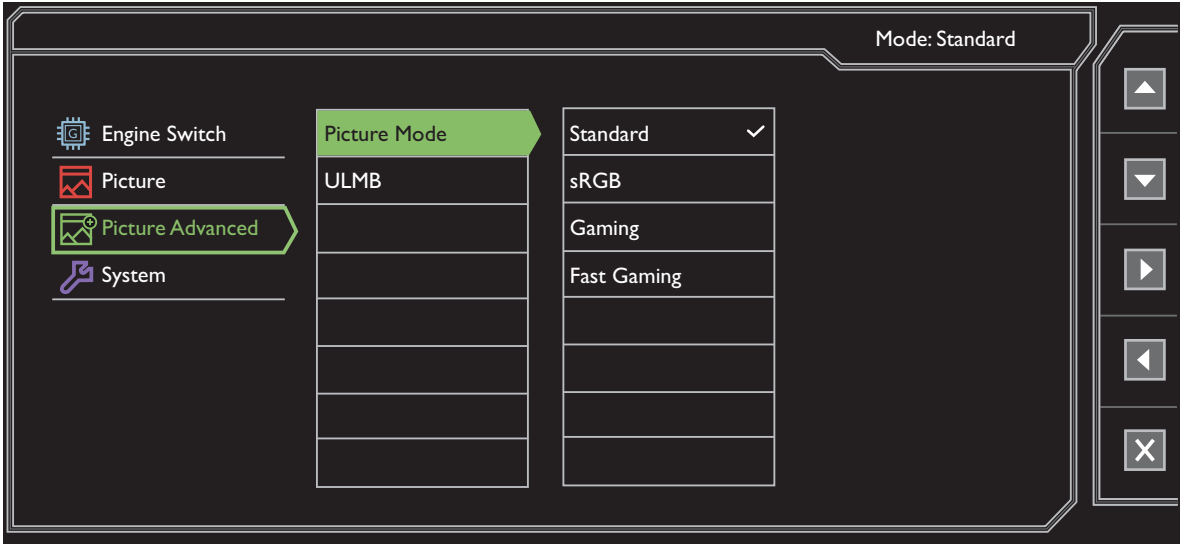 Mode: Standard
Engine Switch
Picture
Picture Advanced
System
Picture Mode
ULMB
Standard
sRGB
Gaming
Fast Gaming
G
X